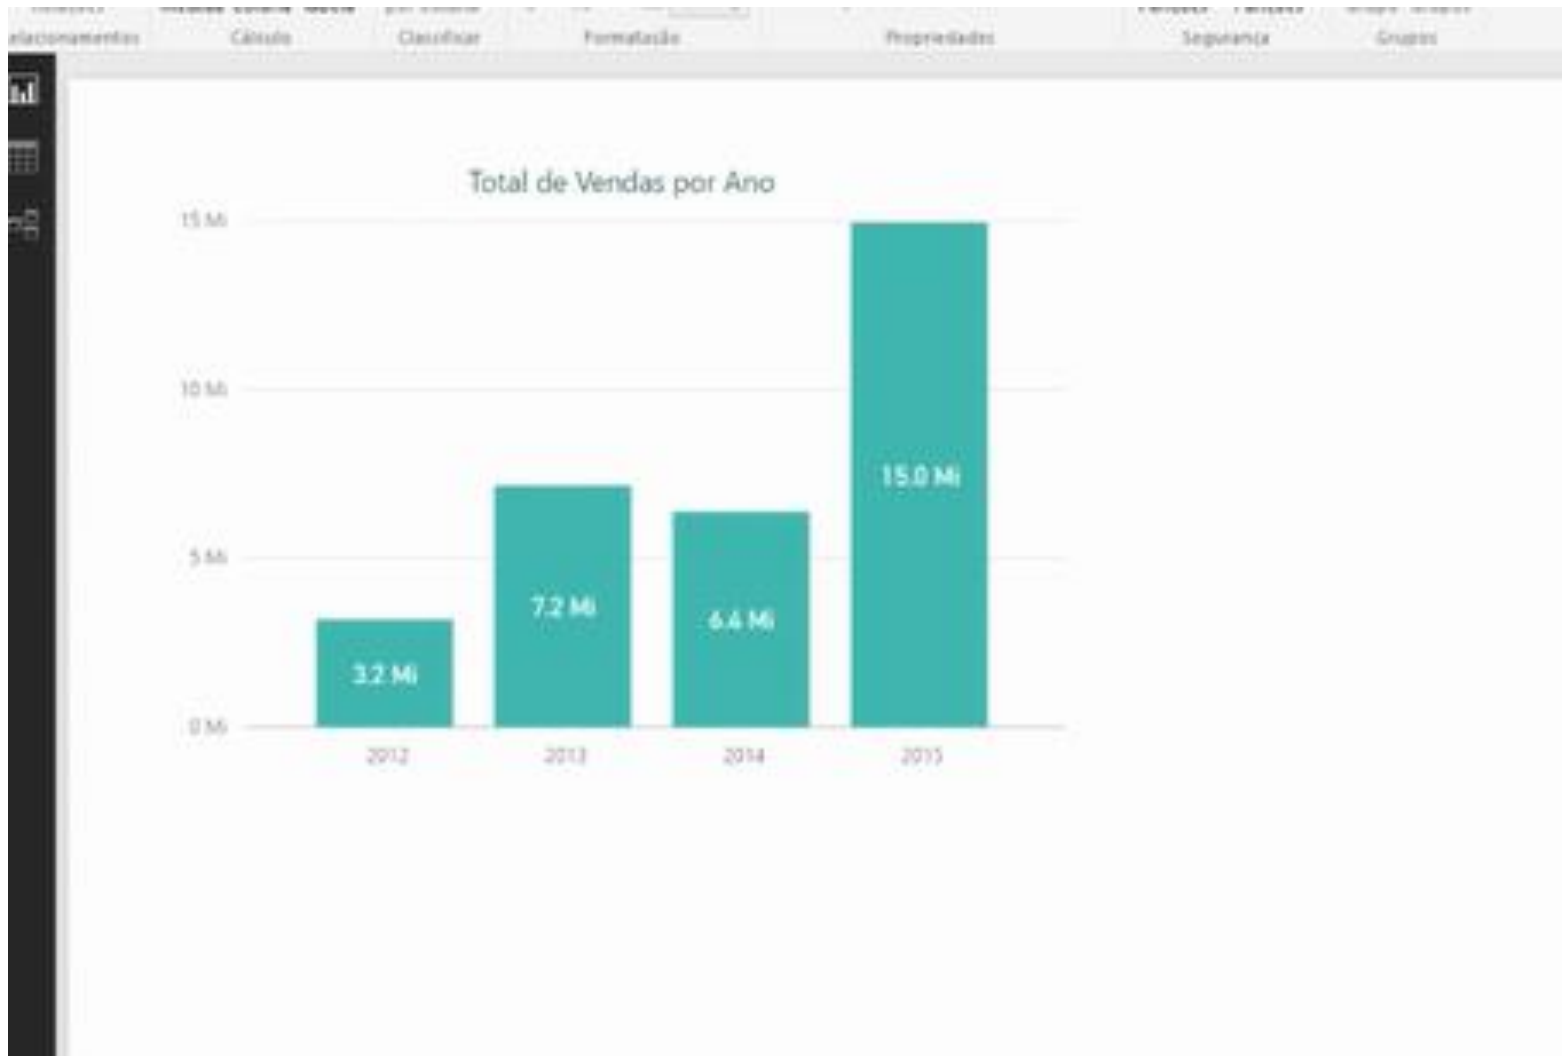 elacionamentos Cálculo Classificar Formatação Propriedades Segurança Grupos
Total de Vendas por Ano
15 Mi
10 Mi
5 Mi
0 Mi
3.2 Mi 7.2 Mi 6.4 Mi 15.0 Mi
2012 2013 2014 2015